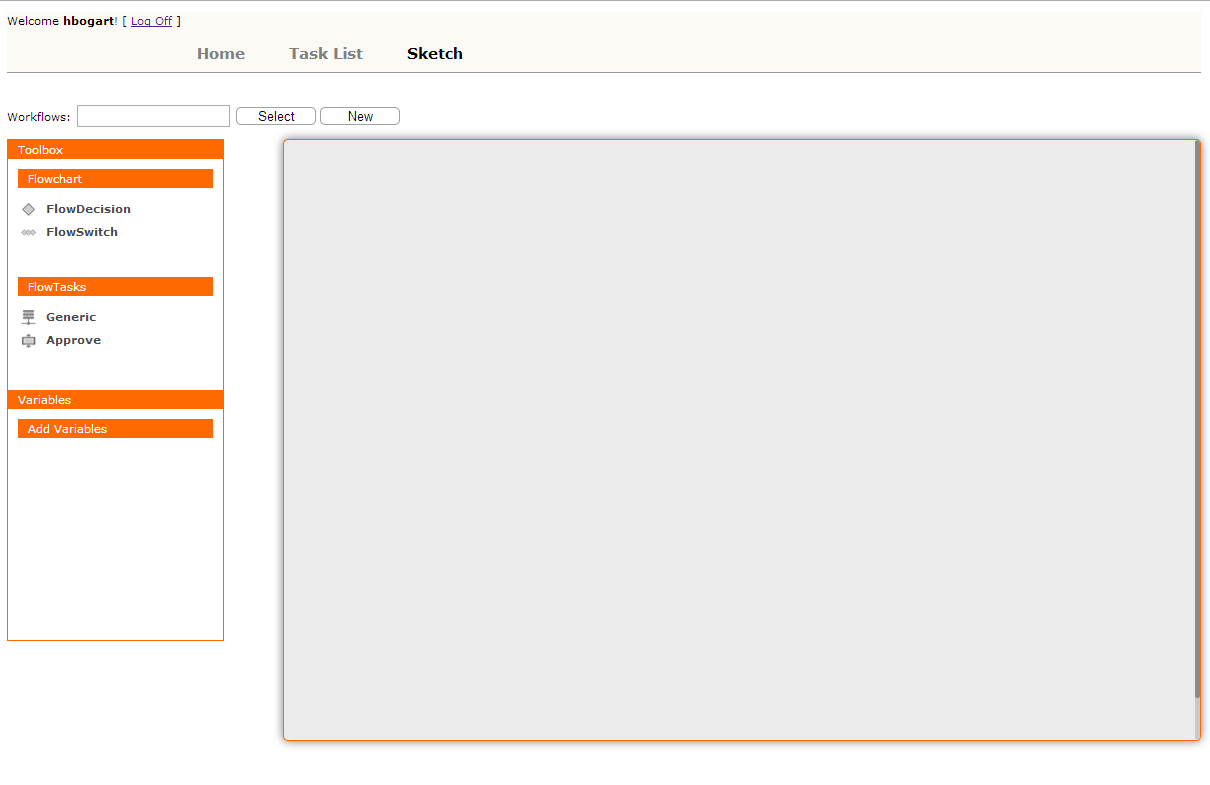 Welcome hbogart! [ Log Off ]
Home Task List Sketch
Workflows: Select New
Toolbox
Flowchart
FlowDecision
FlowSwitch
FlowTasks
Generic
Approve
Variables
Add Variables